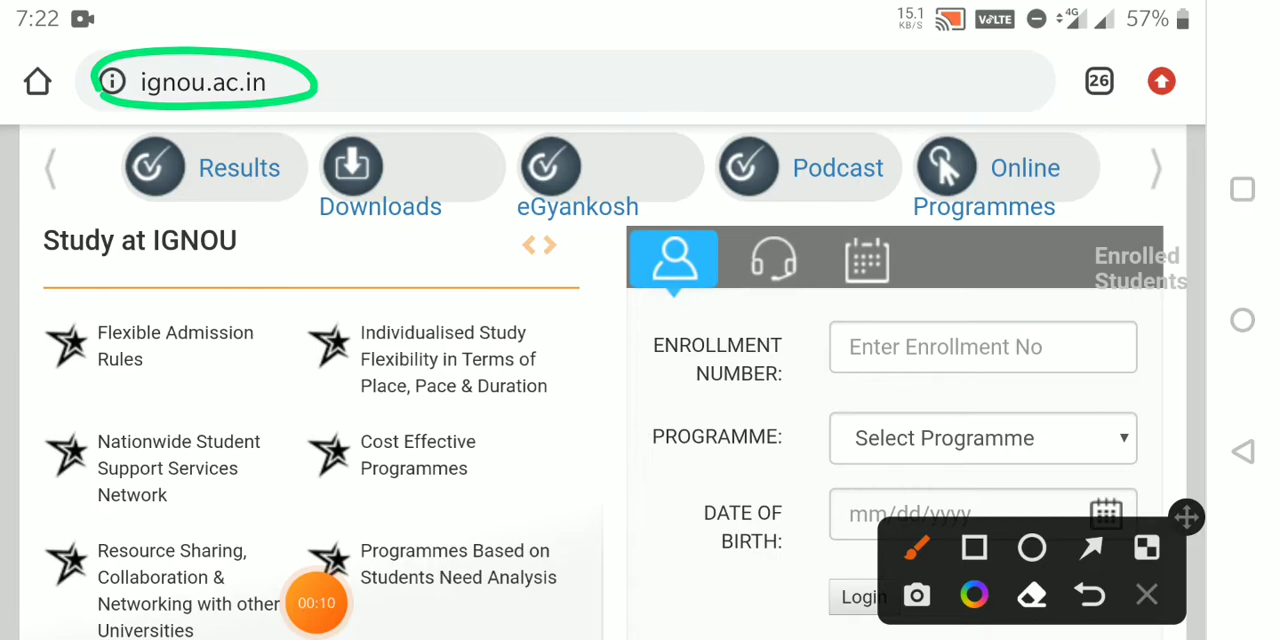 7:22
15.1
KB/S
VoLTE
4G
57%
ignou.ac.in
26
Results
Downloads
eGyankosh
Podcast
Online
Programmes
Study at IGNOU
Flexible Admission
Rules
Individualised Study
Flexibility in Terms of
Place, Pace & Duration
Nationwide Student
Support Services
Network
Cost Effective
Programmes
Resource Sharing,
Collaboration &
Networking with other
Universities
Programmes Based on
Students Need Analysis
Enrolled
Students
ENROLLMENT
NUMBER:
Enter Enrollment No
PROGRAMME:
Select Programme
DATE OF
BIRTH:
mm/dd/yyyy
Login
00:10